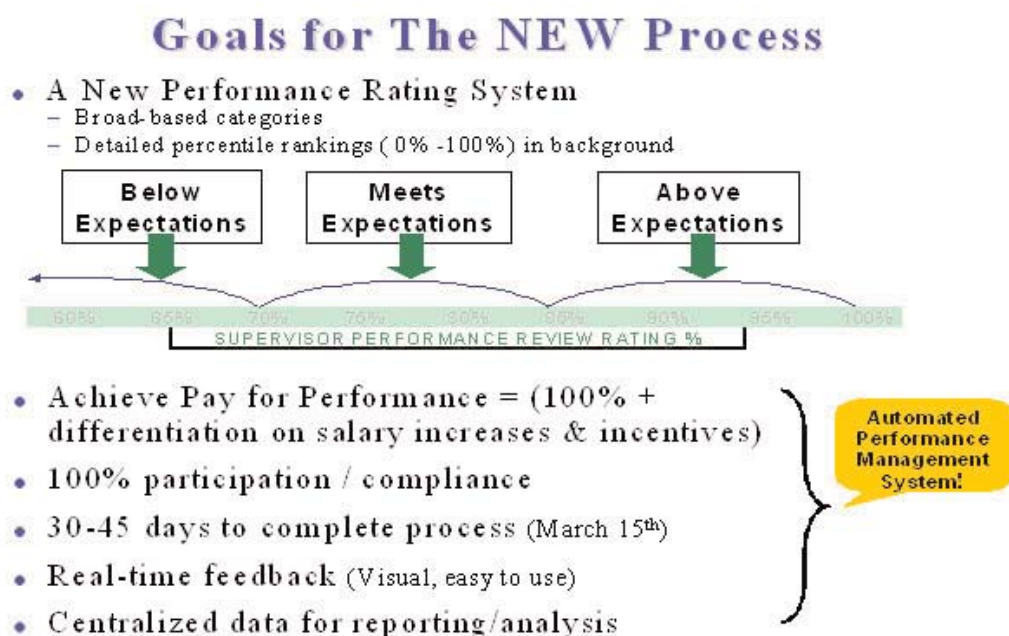 Goals for The NEW Process
• A New Performance Rating System
– Broad-based categories
– Detailed percentile rankings ( 0% -100%) in background
Below Expectations
Meets Expectations
Above Expectations
60% 65% 70% 75% 80% 85% 90% 95% 100%
SUPERVISOR PERFORMANCE REVIEW RATING %
• Achieve Pay for Performance = (100% +
differentiation on salary increases & incentives)
• 100% participation / compliance
• 30-45 days to complete process (March 15th)
• Real-time feedback (Visual, easy to use)
• Centralized data for reporting/analysis
Automated
Performance
Management
System!